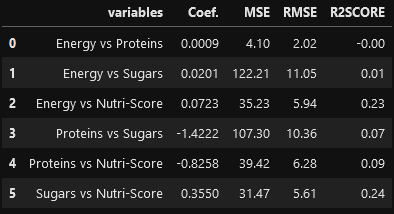 variables Coef. MSE RMSE R2SCORE
0 Energy vs Proteins 0.0009 4.10 2.02 -0.00
1 Energy vs Sugars 0.0201 122.21 11.05 0.01
2 Energy vs Nutri-Score 0.0723 35.23 5.94 0.23
3 Proteins vs Sugars -1.4222 107.30 10.36 0.07
4 Proteins vs Nutri-Score -0.8258 39.42 6.28 0.09
5 Sugars vs Nutri-Score 0.3550 31.47 5.61 0.24